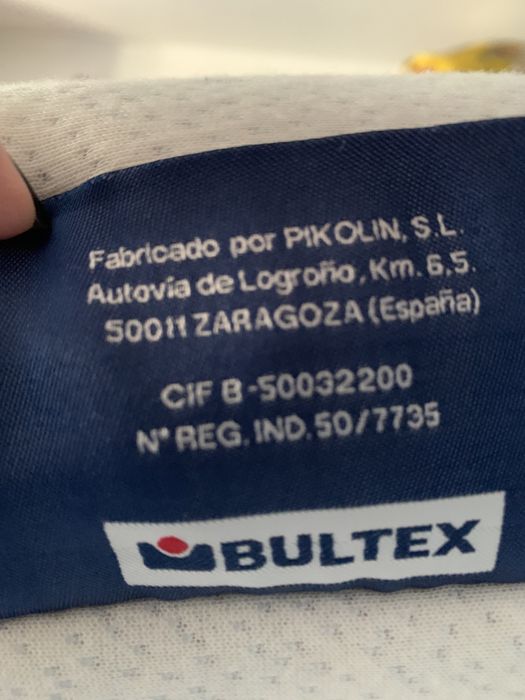 Fabricado por PIKOLIN, S.L.
Autovía de Logroño, Km. 6,5.
50011 ZARAGOZA (España)
CIF B-50032200
N° REG. IND. 50/7735
BULTEX